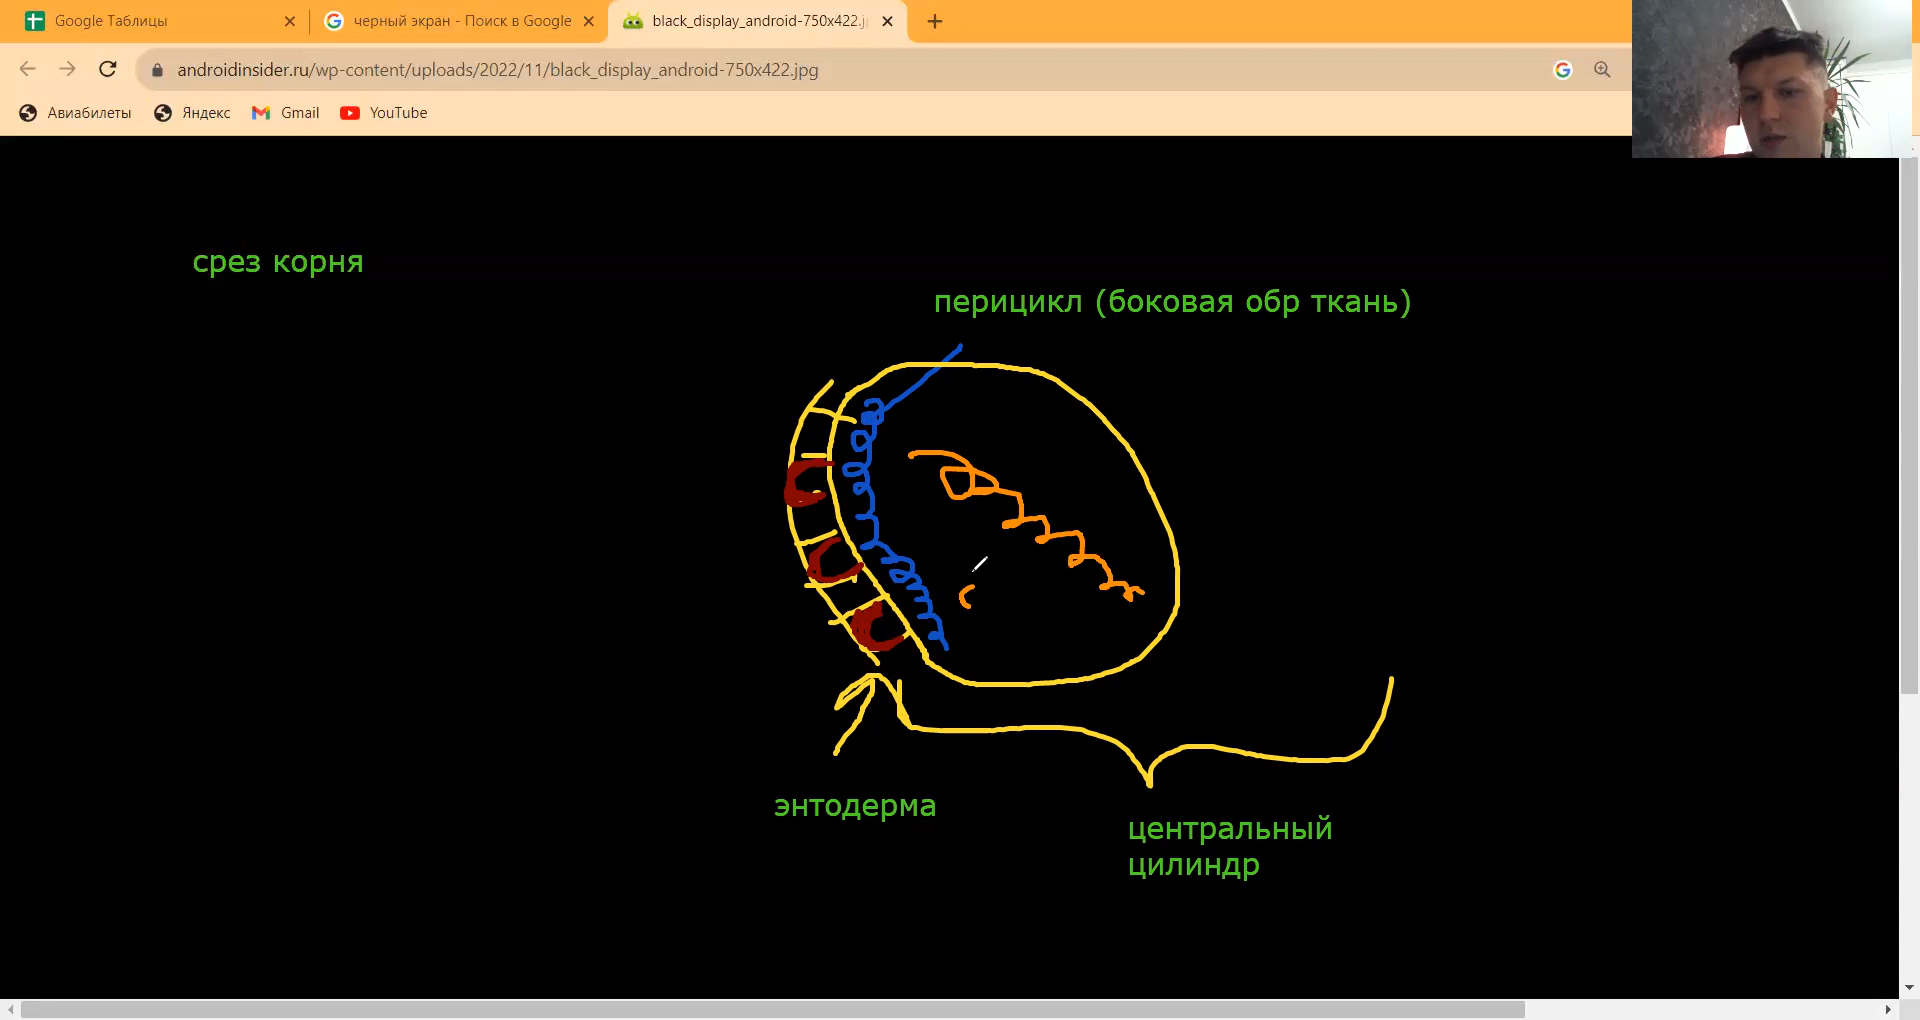 Google Таблицы
черный экран - Поиск в Google
black_display_android-750x422.j
androidinsider.ru/wp-content/uploads/2022/11/black_display_android-750x422.jpg
Авиабилеты
Яндекс
Gmail
YouTube
срез корня
перицикл (боковая обр ткань)
энтодерма
центральный
цилиндр